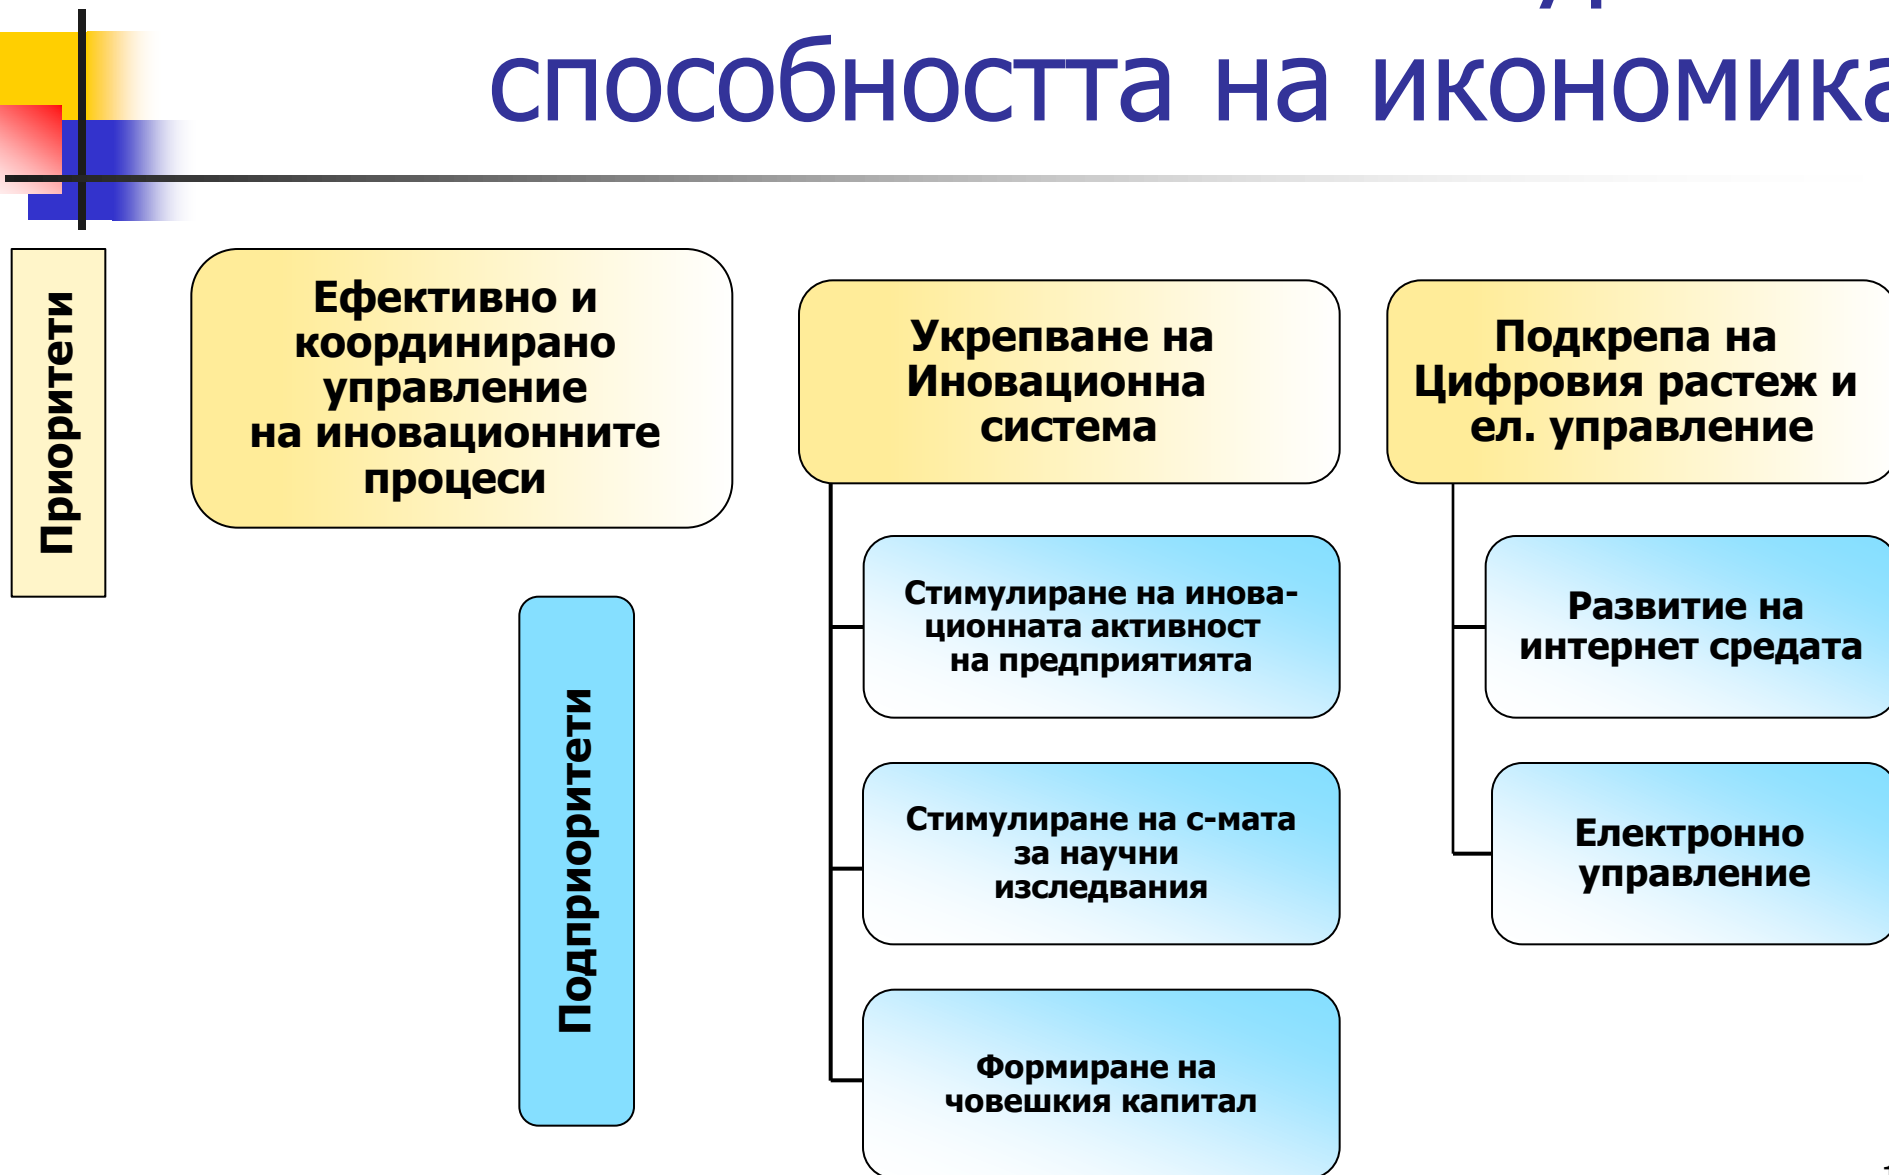 способността на
Приоритети
Ефективно и
координирано
управление
на иновационните
процеси
Укрепване на
Иновационна
система
Подкрепа на
Цифровия растеж и
ел. управление
Подприоритети
Стимулиране на инова-
ционната активност
на предприятията
Стимулиране на с-мата
за научни
изследвания
Формиране на
човешкия капитал
Развитие на
интернет средата
Електронно
управление